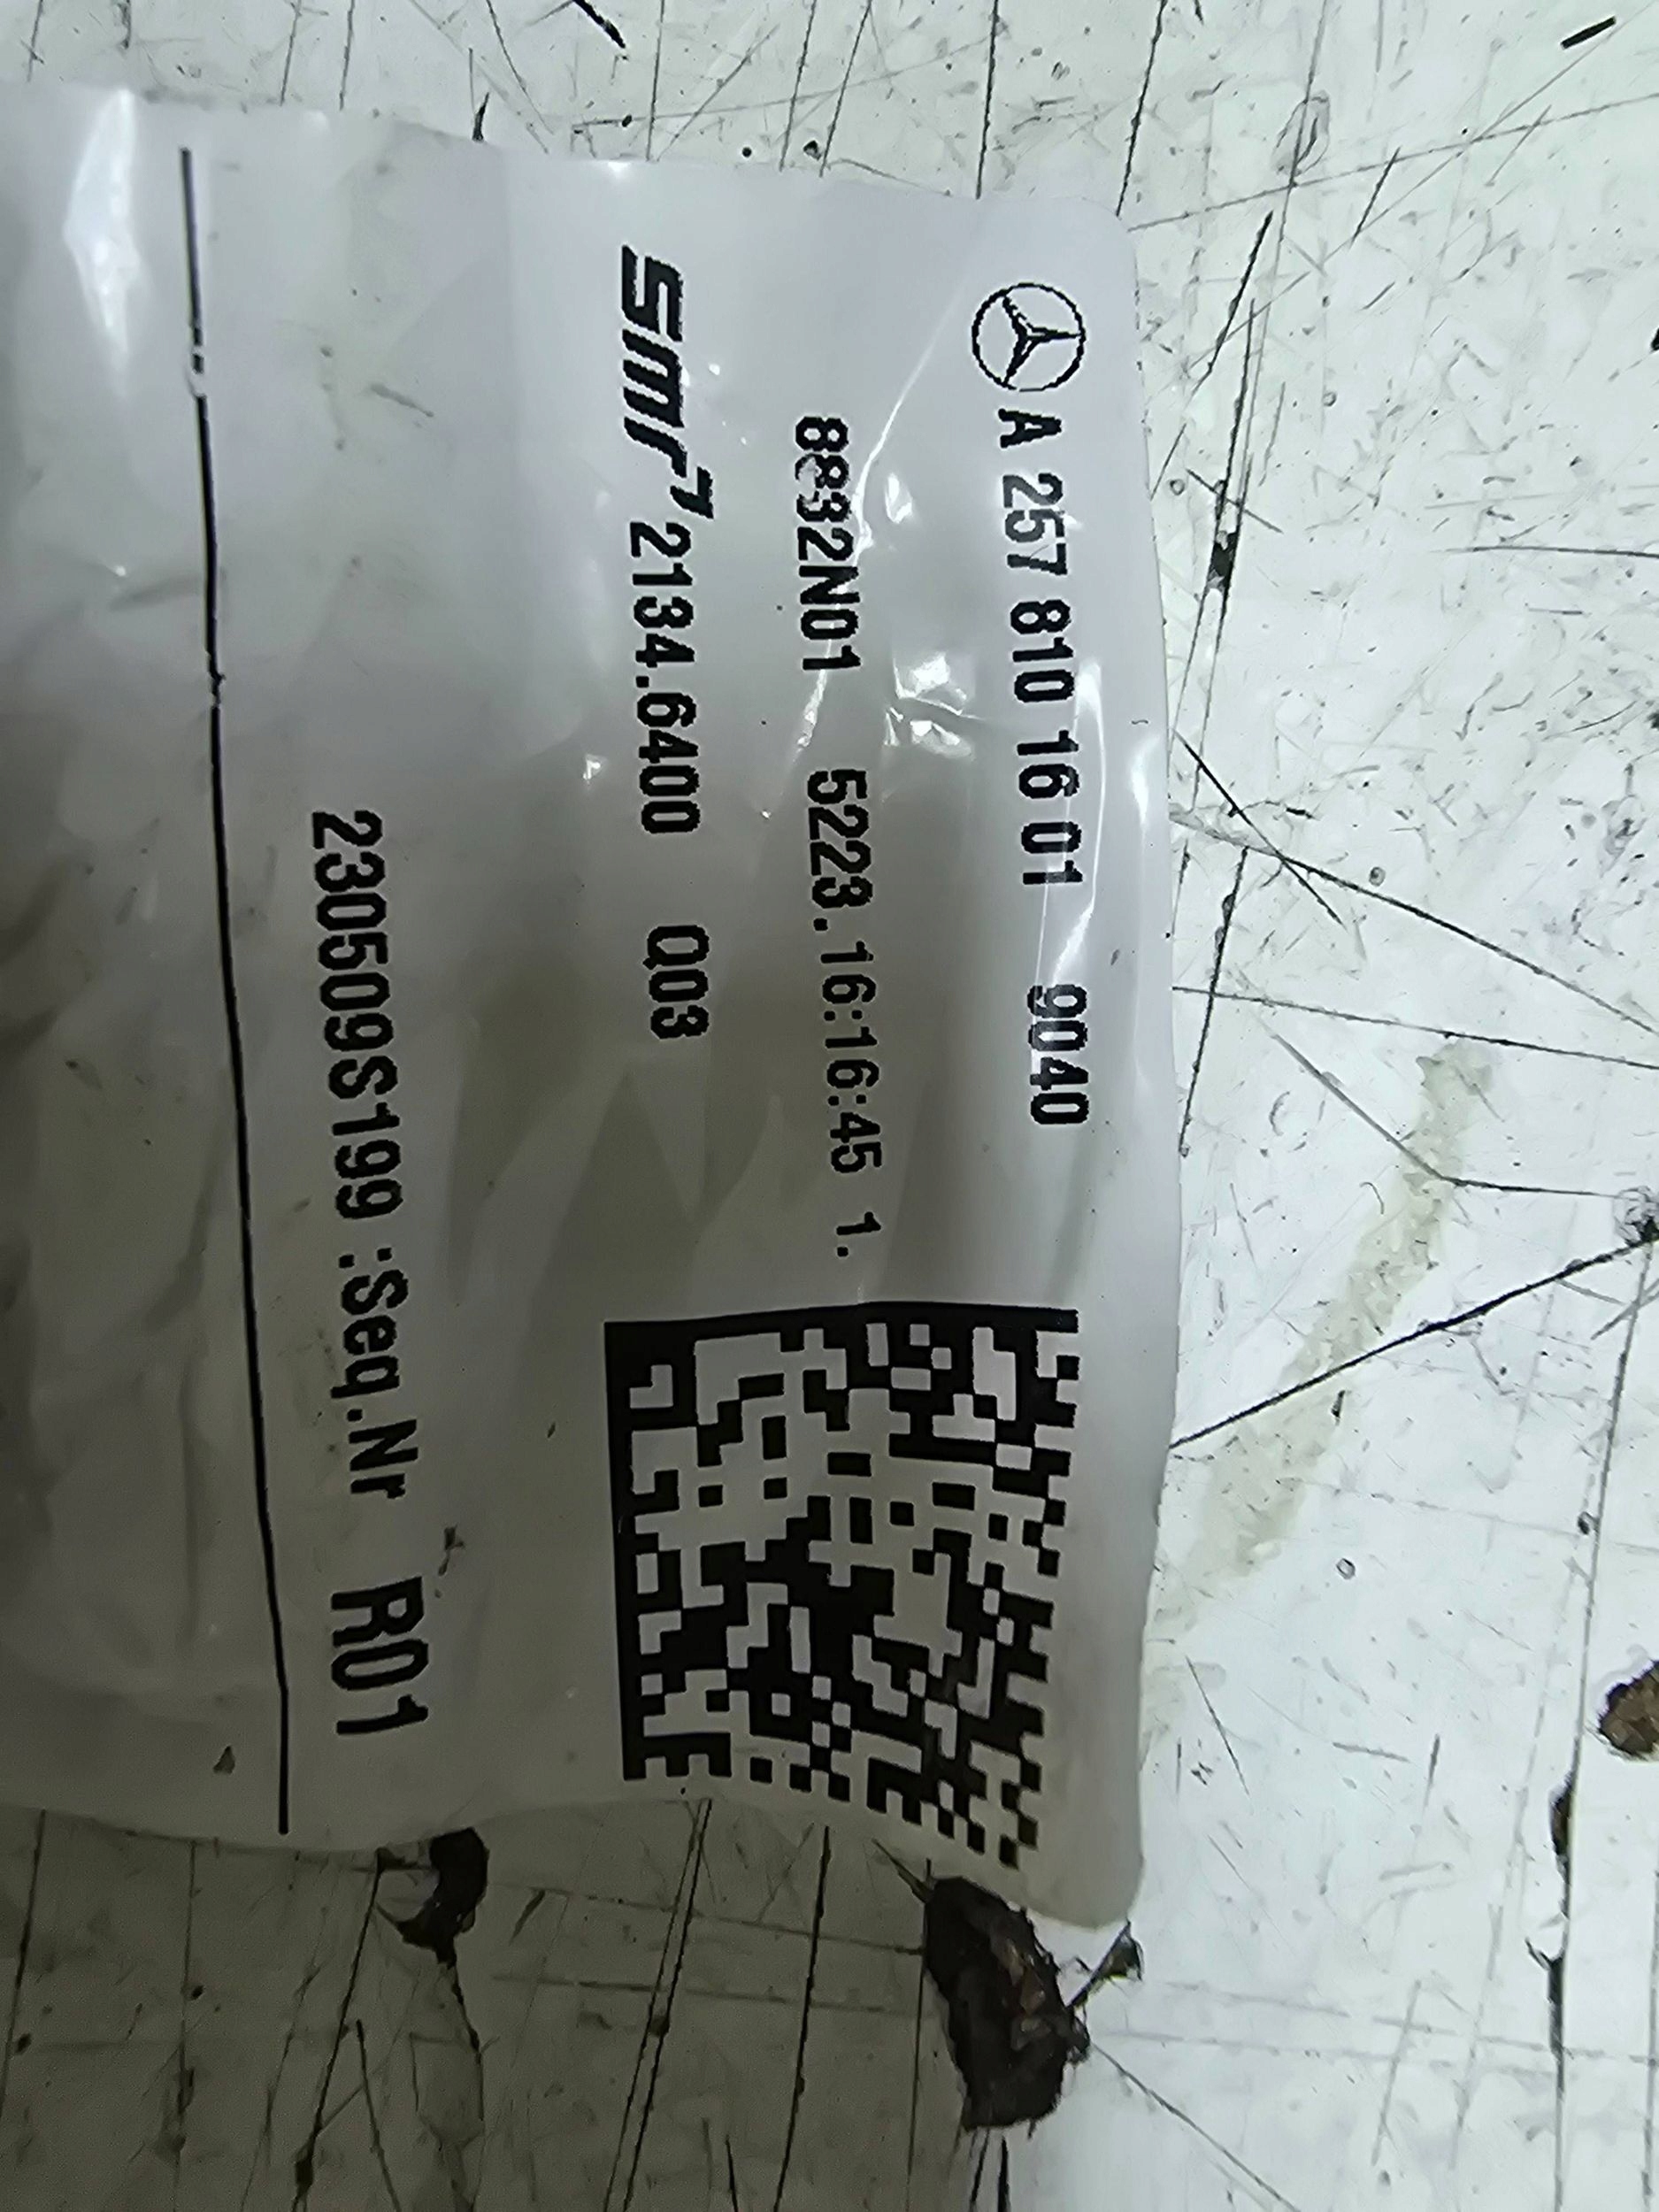 A 257 810 16 01 9040
8832N01 5223.16:16:45 1.
smr 2134.6400 Q03
230509S199 :Seq.Nr R01